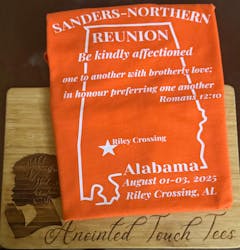 SANDERS-NORTHERN
REUNION
Be kindly affectioned
one to another with brotherly love;
in honour preferring one another
Romans 12:10
Riley Crossing
Alabama
August 01-03, 2025
Riley Crossing, AL
Anointed Touch Tees